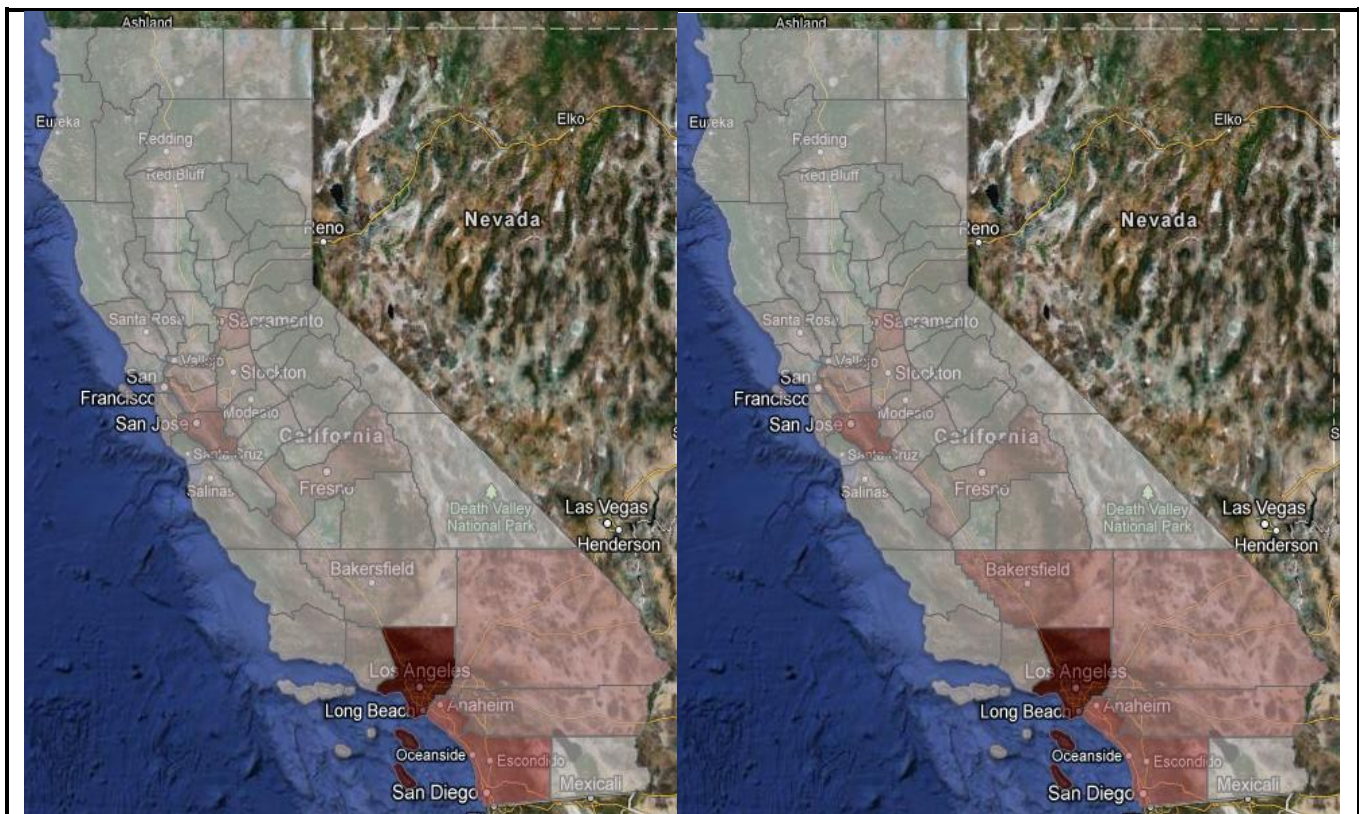 Ashland
Eureka
Redding
Red Bluff
Elko
Reno
Nevada
Santa Rosa
Sacramento
Vallejo
San Francisco
Stockton
Modesto
San Jose
California
Santa Cruz
Salinas
Fresno
Death Valley
National Park
Las Vegas
Henderson
Bakersfield
Los Angeles
Long Beach
Anaheim
Oceanside
Escondido
San Diego
Mexicali
Ashland
Eureka
Redding
Red Bluff
Elko
Reno
Nevada
Santa Rosa
Sacramento
Vallejo
San Francisco
Stockton
Modesto
San Jose
California
Santa Cruz
Salinas
Fresno
Death Valley
National Park
Las Vegas
Henderson
Bakersfield
Los Angeles
Long Beach
Anaheim
Oceanside
Escondido
San Diego
Mexicali